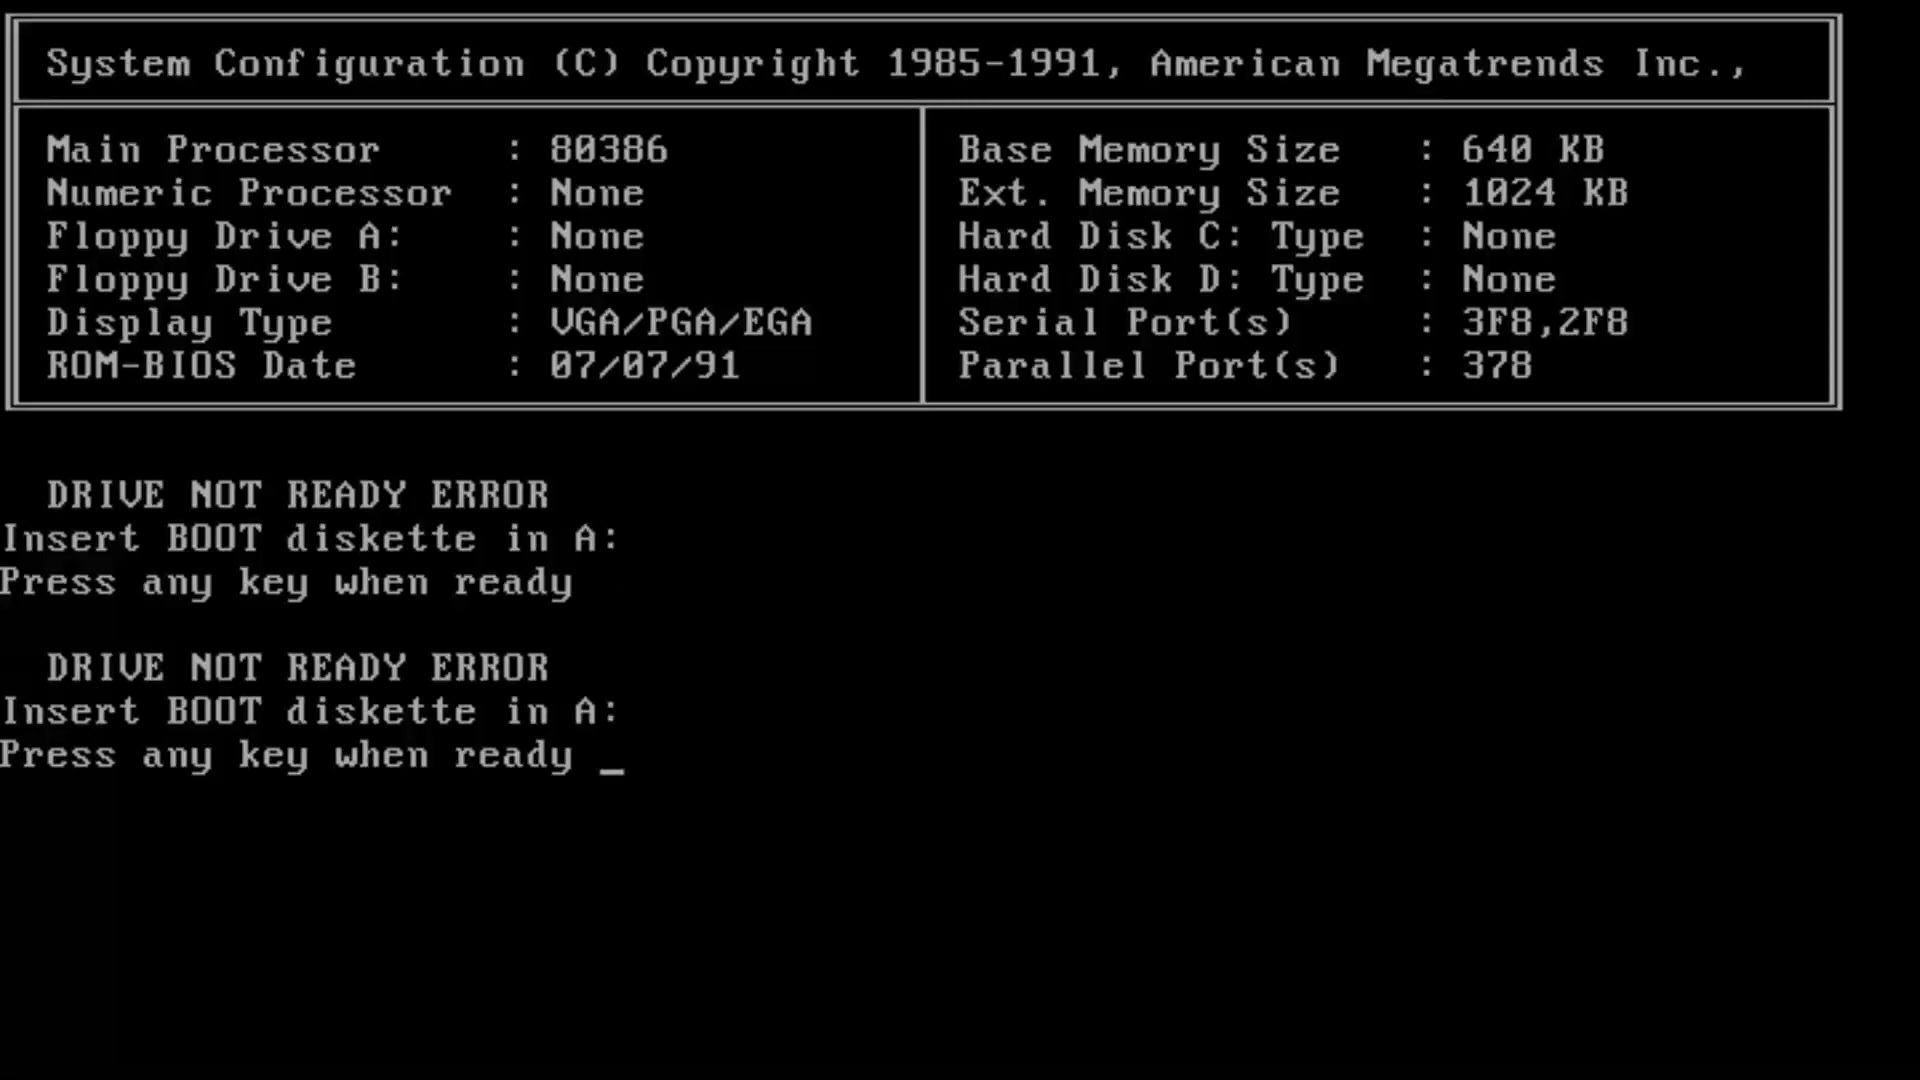 System Configuration (C) Copyright 1985-1991, American Megatrends Inc.,
Main Processor : 80386
Numeric Processor : None
Floppy Drive A: : None
Floppy Drive B: : None
Display Type : VGA/PGA/EGA
ROM-BIOS Date : 07/07/91
Base Memory Size : 640 KB
Ext. Memory Size : 1024 KB
Hard Disk C: Type : None
Hard Disk D: Type : None
Serial Port(s) : 3F8,2F8
Parallel Port(s) : 378
DRIVE NOT READY ERROR
Insert BOOT diskette in A:
Press any key when ready
DRIVE NOT READY ERROR
Insert BOOT diskette in A:
Press any key when ready _